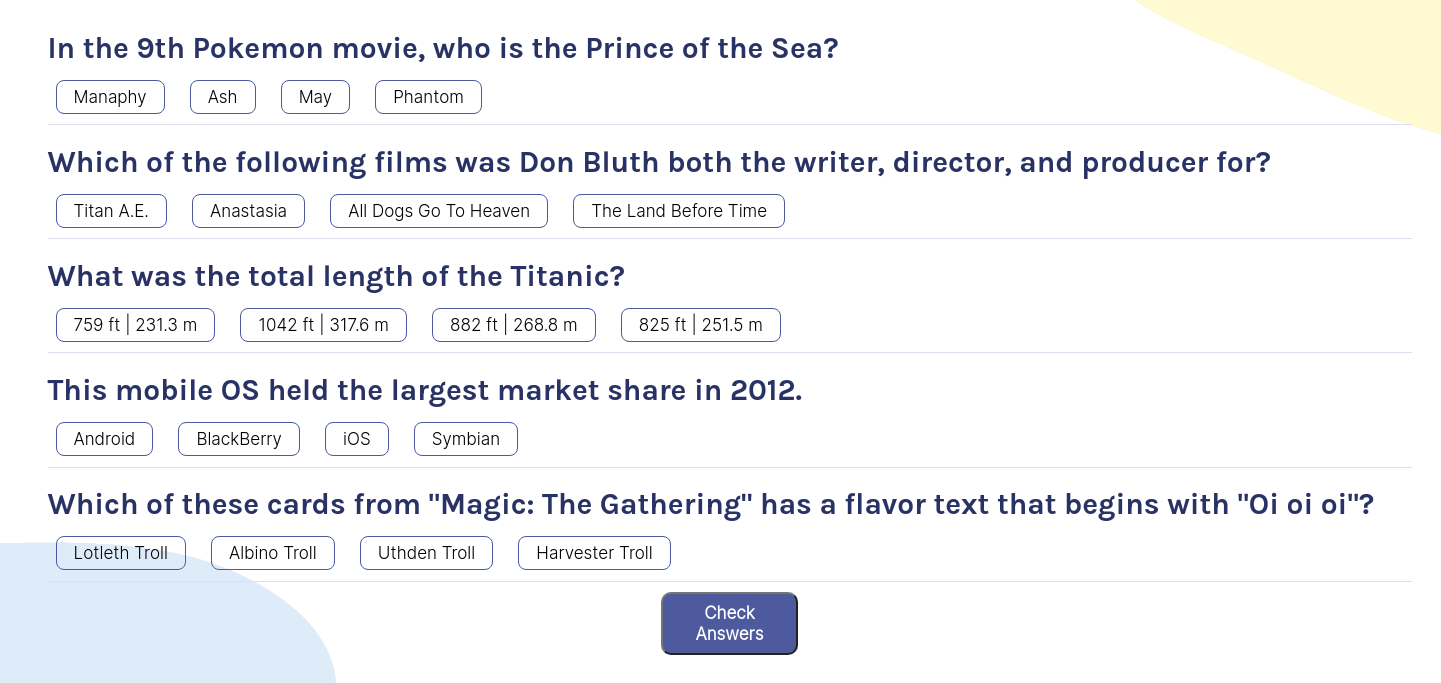 In the 9th Pokemon movie, who is the Prince of the Sea?
Manaphy Ash May Phantom
Which of the following films was Don Bluth both the writer, director, and producer for?
Titan A.E. Anastasia All Dogs Go To Heaven The Land Before Time
What was the total length of the Titanic?
759 ft | 231.3 m 1042 ft | 317.6 m 882 ft | 268.8 m 825 ft | 251.5 m
This mobile OS held the largest market share in 2012.
Android BlackBerry iOS Symbian
Which of these cards from "Magic: The Gathering" has a flavor text that begins with "Oi oi oi"?
Lotleth Troll Albino Troll Uthden Troll Harvester Troll
Check
Answers